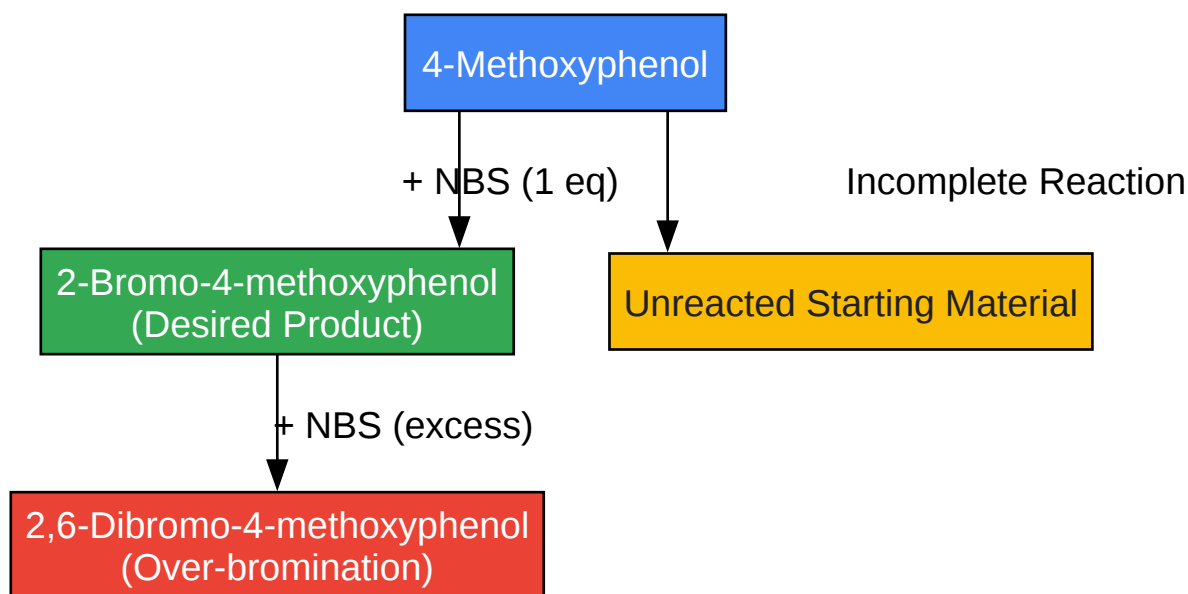 4-Methoxyphenol
+ NBS (1 eq)
Incomplete Reaction
2-Bromo-4-methoxyphenol
(Desired Product)
Unreacted Starting Material
+ NBS (excess)
2,6-Dibromo-4-methoxyphenol
(Over-bromination)